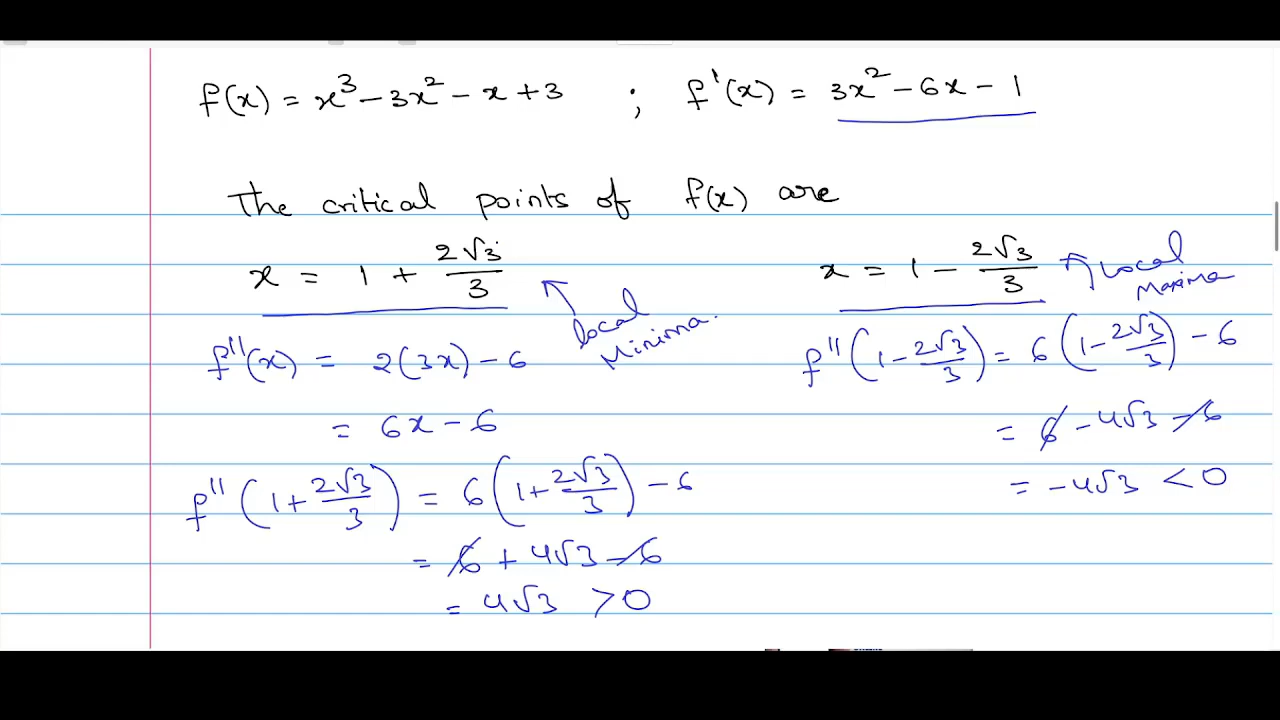 f(x) = x³ − 3x² − x + 3 ; f'(x) = 3x² − 6x − 1
The critical points of f(x) are
x = 1 + 2√3/3
local Minima.
x = 1 − 2√3/3
Local Maxima
f''(x) = 2(3x) − 6
= 6x − 6
f''(1 + 2√3/3) = 6(1 + 2√3/3) − 6
= 6 + 4√3 − 6
= 4√3 > 0
f''(1 − 2√3/3) = 6(1 − 2√3/3) − 6
= 6 − 4√3 − 6
= −4√3 < 0